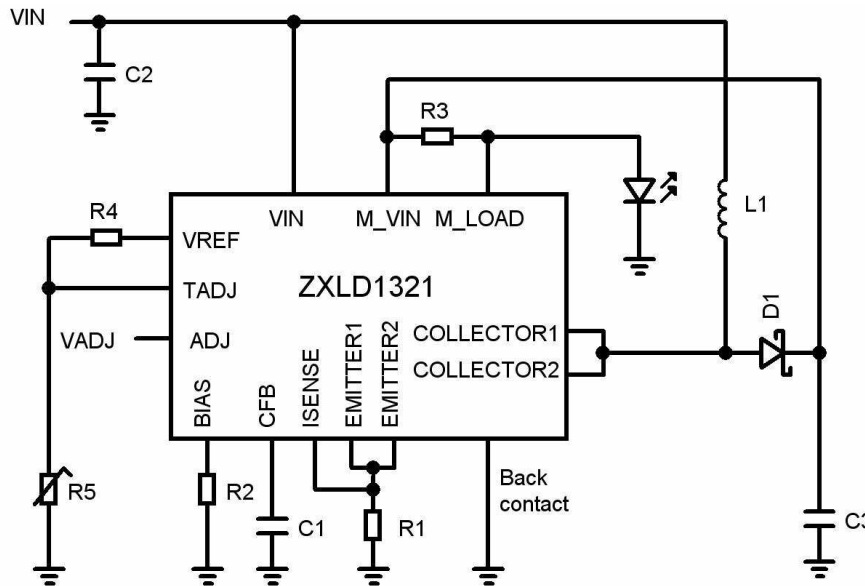 VIN
C2
R3
R4
VIN
M_VIN
M_LOAD
L1
VREF
TADJ
ZXLD1321
D1
VADJ
ADJ
COLLECTOR1
COLLECTOR2
BIAS
CFB
ISENSE
EMITTER1
EMITTER2
R5
R2
C1
R1
Back
contact
C3